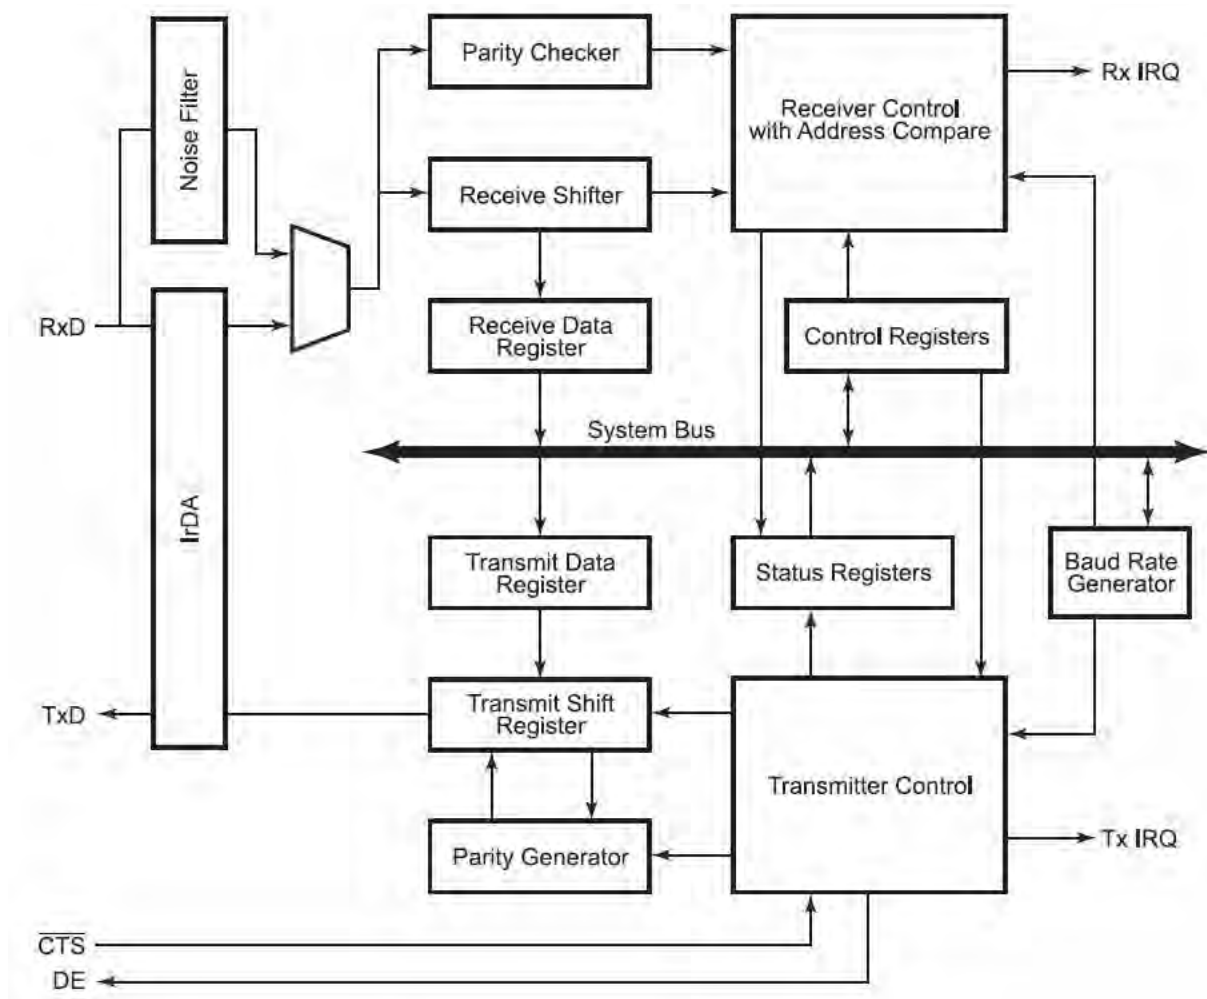 Noise Filter
Parity Checker
Receiver Control
with Address Compare
Rx IRQ
Receive Shifter
RxD
Receive Data
Register
Control Registers
System Bus
IrDA
Transmit Data
Register
Status Registers
Baud Rate
Generator
TxD
Transmit Shift
Register
Transmitter Control
Parity Generator
Tx IRQ
CTS
DE